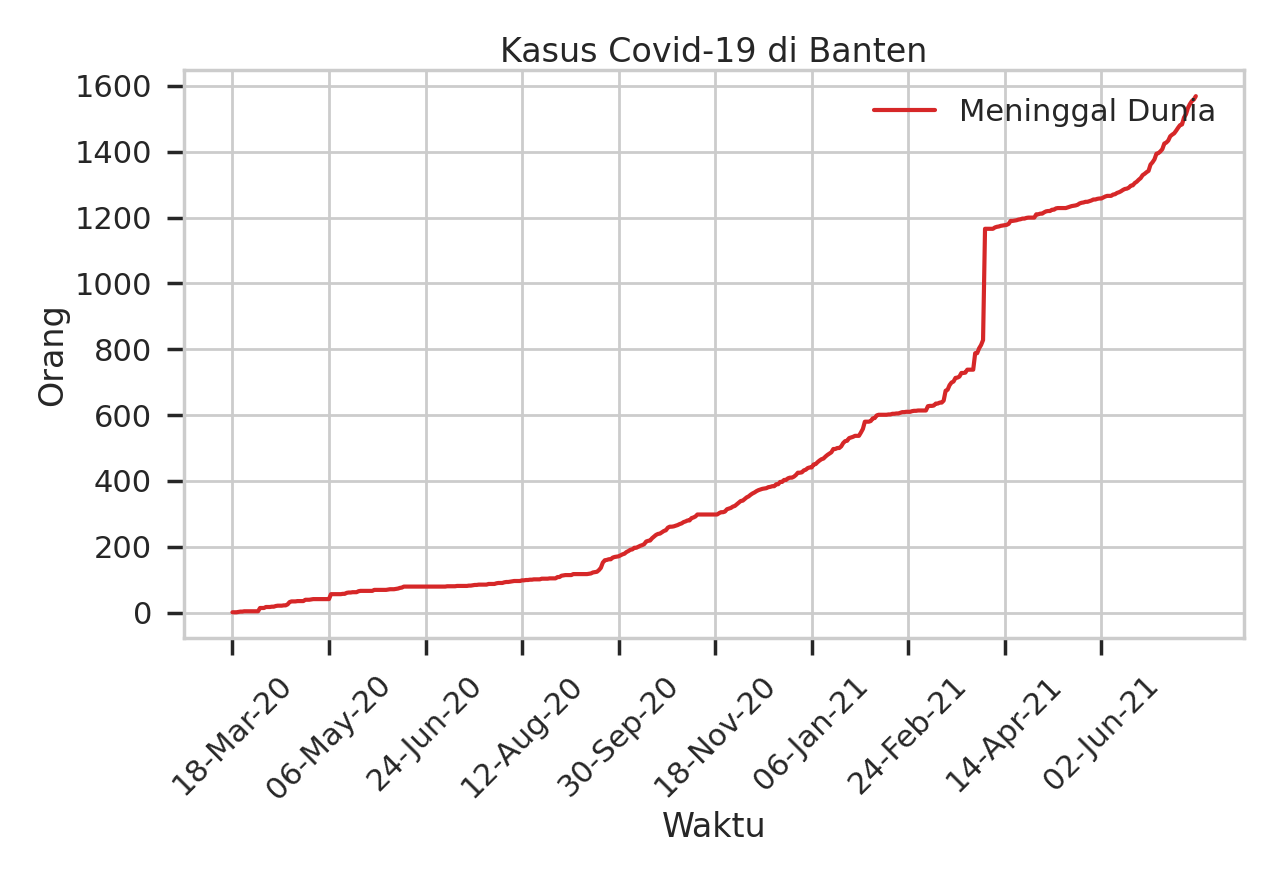 Kasus Covid-19 di Banten
Meninggal Dunia
1600
1400
1200
1000
800
600
400
200
0
Orang
18-Mar-20
06-May-20
24-Jun-20
12-Aug-20
30-Sep-20
18-Nov-20
06-Jan-21
24-Feb-21
14-Apr-21
02-Jun-21
Waktu